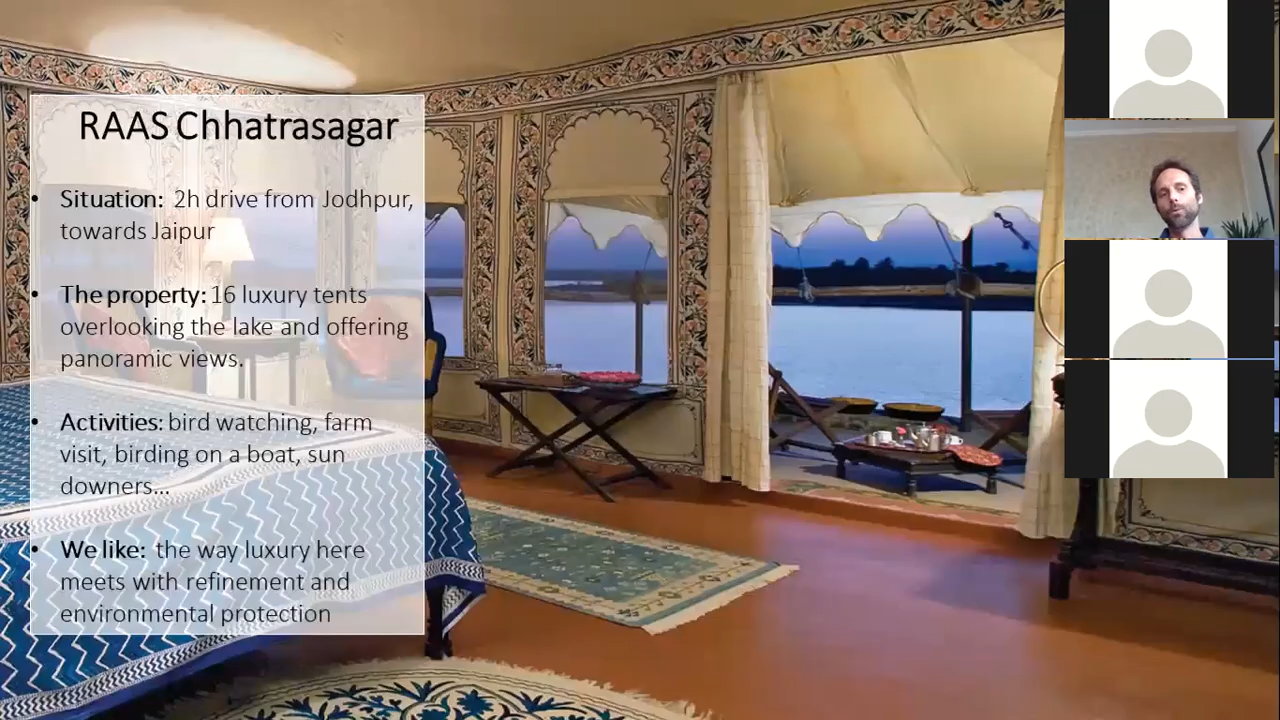 RAAS Chhatrasagar
• Situation: 2h drive from Jodhpur,
towards Jaipur
• The property: 16 luxury tents
overlooking the lake and offering
panoramic views.
• Activities: bird watching, farm
visit, birding on a boat, sun
downers...
• We like: the way luxury here
meets with refinement and
environmental protection